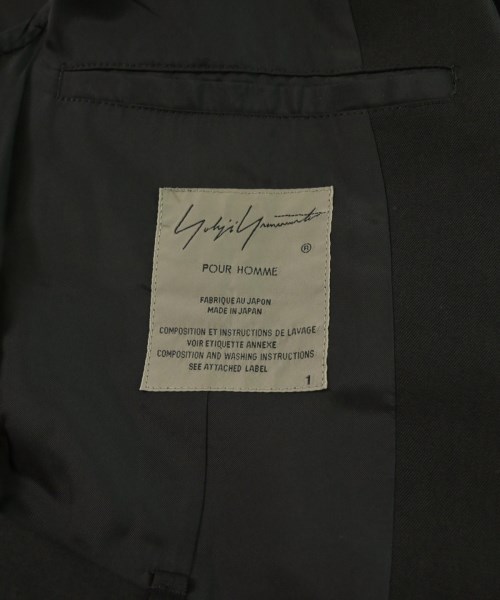 Yohji Yamamoto
®
POUR HOMME
FABRIQUE AU JAPON
MADE IN JAPAN
COMPOSITION ET INSTRUCTIONS DE LAVAGE
VOIR ETIQUETTE ANNEXE
COMPOSITION AND WASHING INSTRUCTIONS
SEE ATTACHED LABEL
1